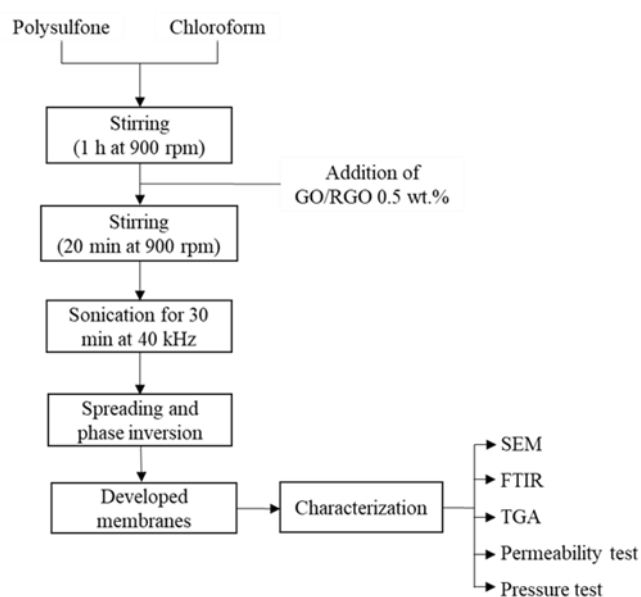 Polysulfone
Chloroform
Stirring
(1 h at 900 rpm)
Addition of
GO/RGO 0.5 wt.%
Stirring
(20 min at 900 rpm)
Sonication for 30
min at 40 kHz
Spreading and
phase inversion
Developed
membranes
Characterization
SEM
FTIR
TGA
Permeability test
Pressure test